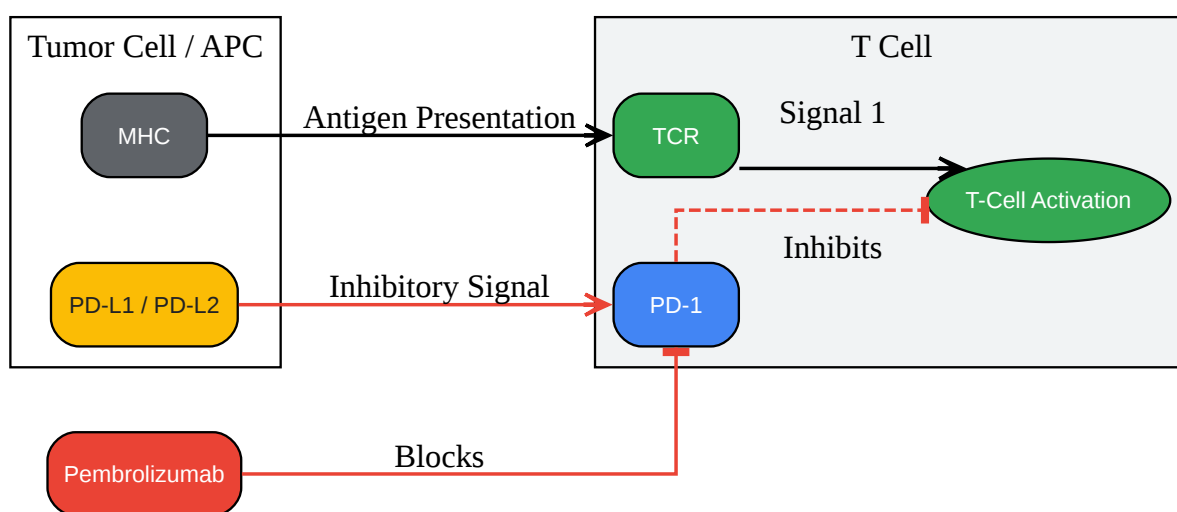 Tumor Cell / APC
T Cell
MHC
Antigen Presentation
TCR
Signal 1
T-Cell Activation
Inhibits
PD-L1 / PD-L2
Inhibitory Signal
PD-1
Pembrolizumab
Blocks